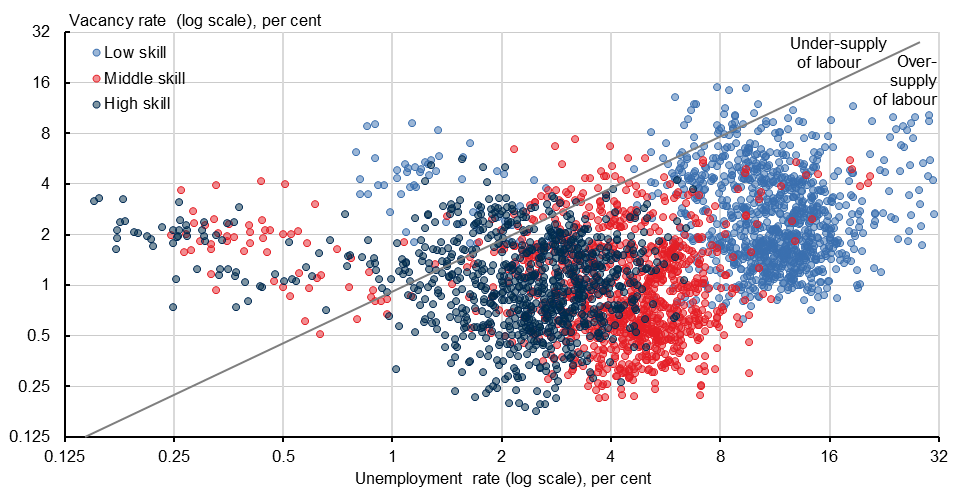 Vacancy rate (log scale), per cent
32
16
8
4
2
1
0.5
0.25
0.125
Low skill
Middle skill
High skill
Under-supply
of labour
Over-
supply
of labour
0.125 0.25 0.5 1 2 4 8 16 32
Unemployment rate (log scale), per cent